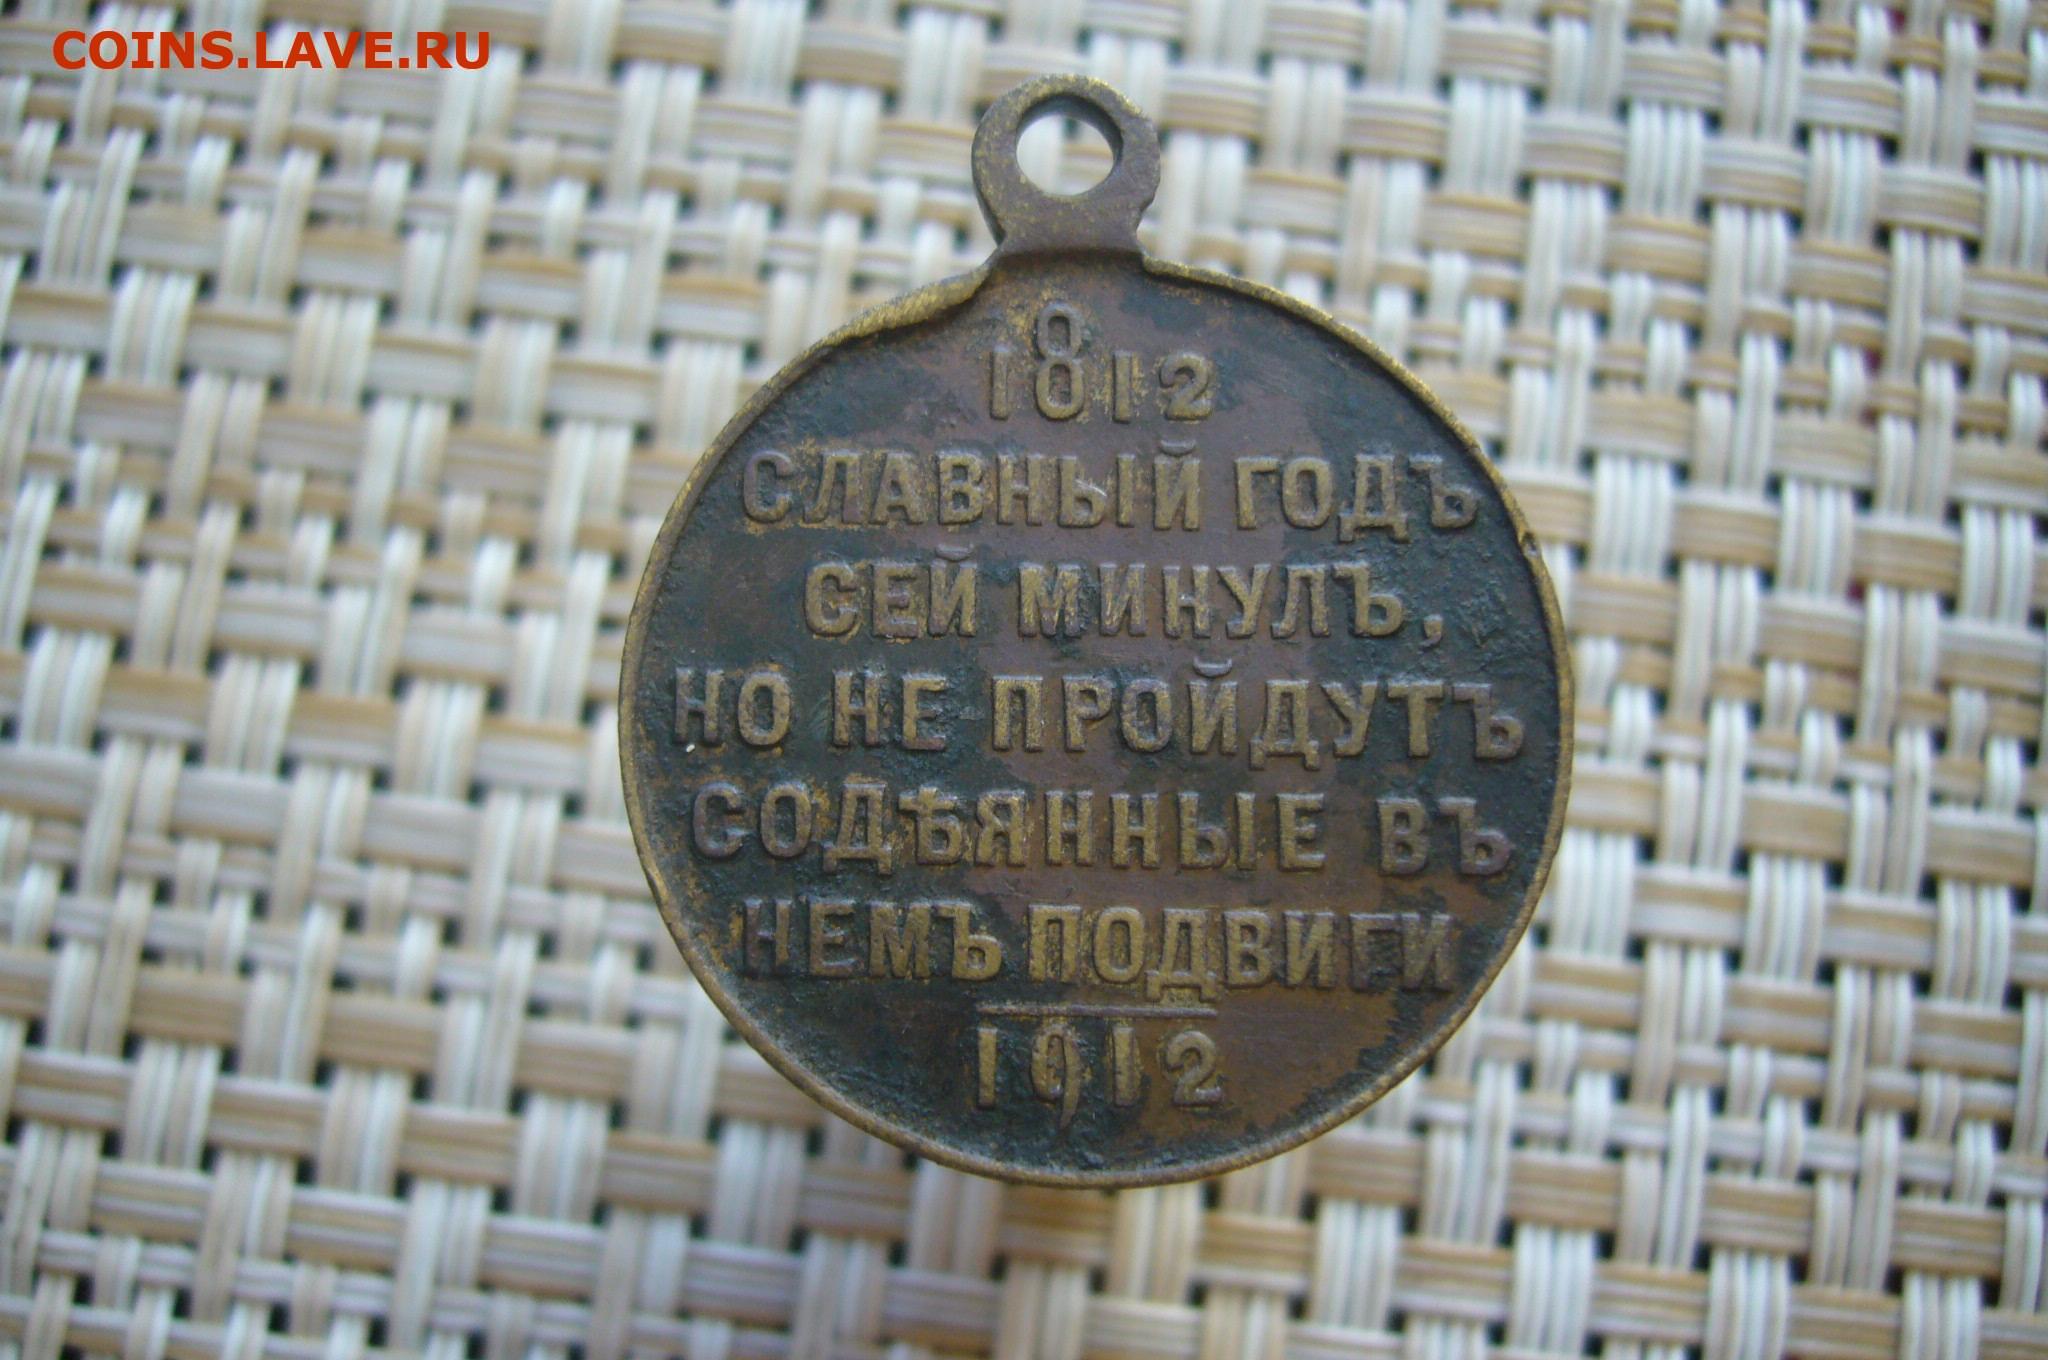 COINS.LAVE.RU
1812
СЛАВНЫЙ ГОДЪ
СЕЙ МИНУЛЪ,
НО НЕ ПРОЙДУТЪ
СОДѢЯННЫЕ ВЪ
НЕМЪ ПОДВИГИ
1912